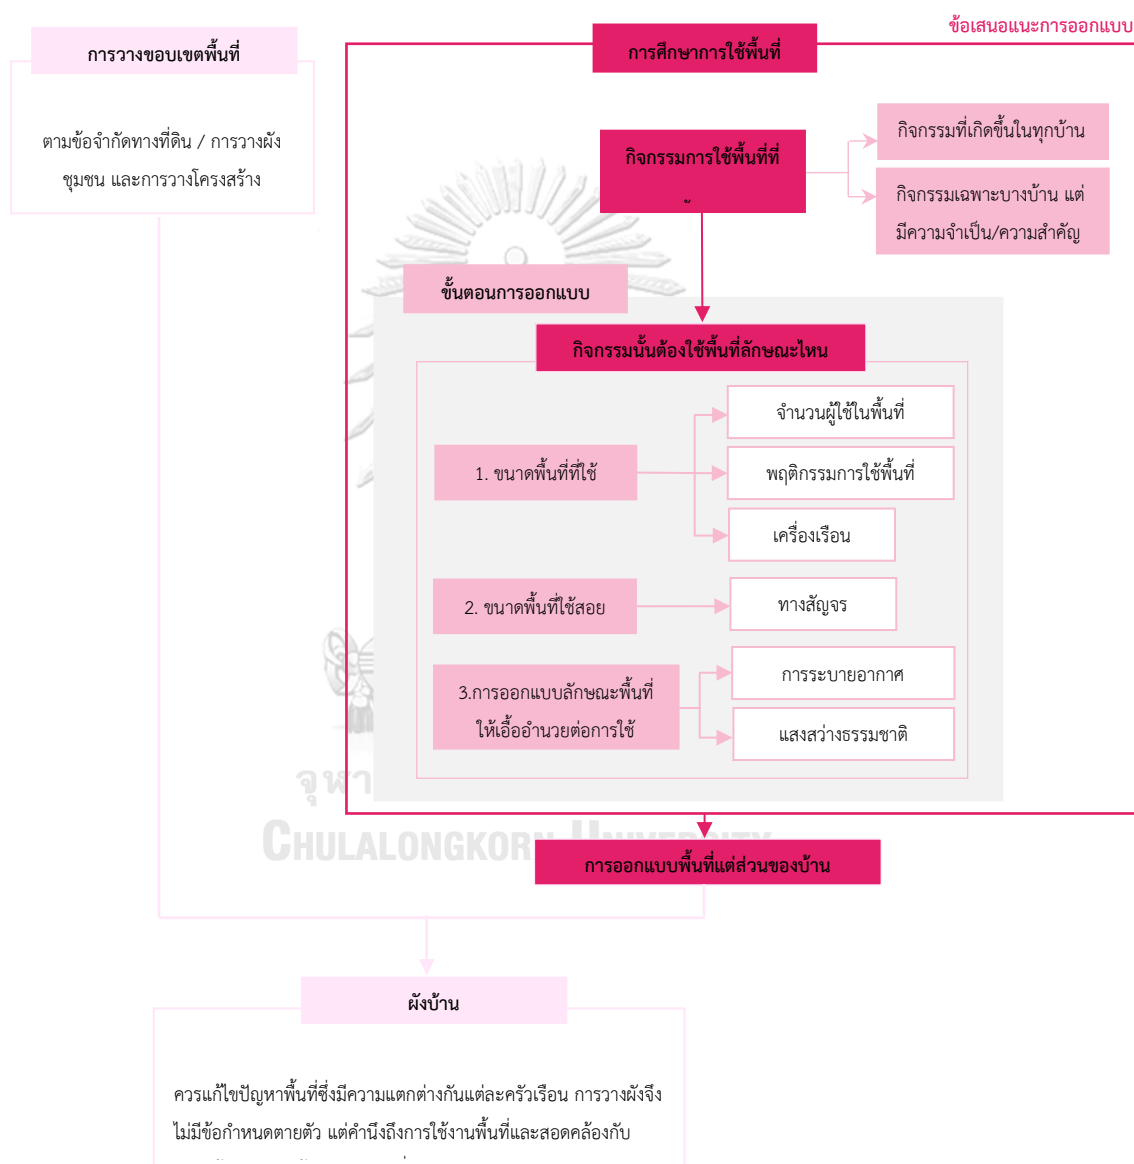 ข้อเสนอแนะการออกแบบ
การวางขอบเขตพื้นที่
ตามข้อจำกัดทางที่ดิน / การวางผัง
ชุมชน และการวางโครงสร้าง
การศึกษาการใช้พื้นที่
กิจกรรมการใช้พื้นที่ที่
กิจกรรมที่เกิดขึ้นในทุกบ้าน
กิจกรรมเฉพาะบางบ้าน แต่
มีความจำเป็น/ความสำคัญ
ขั้นตอนการออกแบบ
กิจกรรมนั้นต้องใช้พื้นที่ลักษณะไหน
1. ขนาดพื้นที่ที่ใช้
จำนวนผู้ใช้ในพื้นที่
พฤติกรรมการใช้พื้นที่
เครื่องเรือน
2. ขนาดพื้นที่ใช้สอย
ทางสัญจร
3.การออกแบบลักษณะพื้นที่
ให้เอื้ออำนวยต่อการใช้
การระบายอากาศ
แสงสว่างธรรมชาติ
จุฬา
CHULALONGKORN UNIVERSITY
การออกแบบพื้นที่แต่ส่วนของบ้าน
ผังบ้าน
ควรแก้ไขปัญหาพื้นที่ซึ่งมีความแตกต่างกันแต่ละครัวเรือน การวางผังจึง
ไม่มีข้อกำหนดตายตัว แต่คำนึงถึงการใช้งานพื้นที่และสอดคล้องกับ